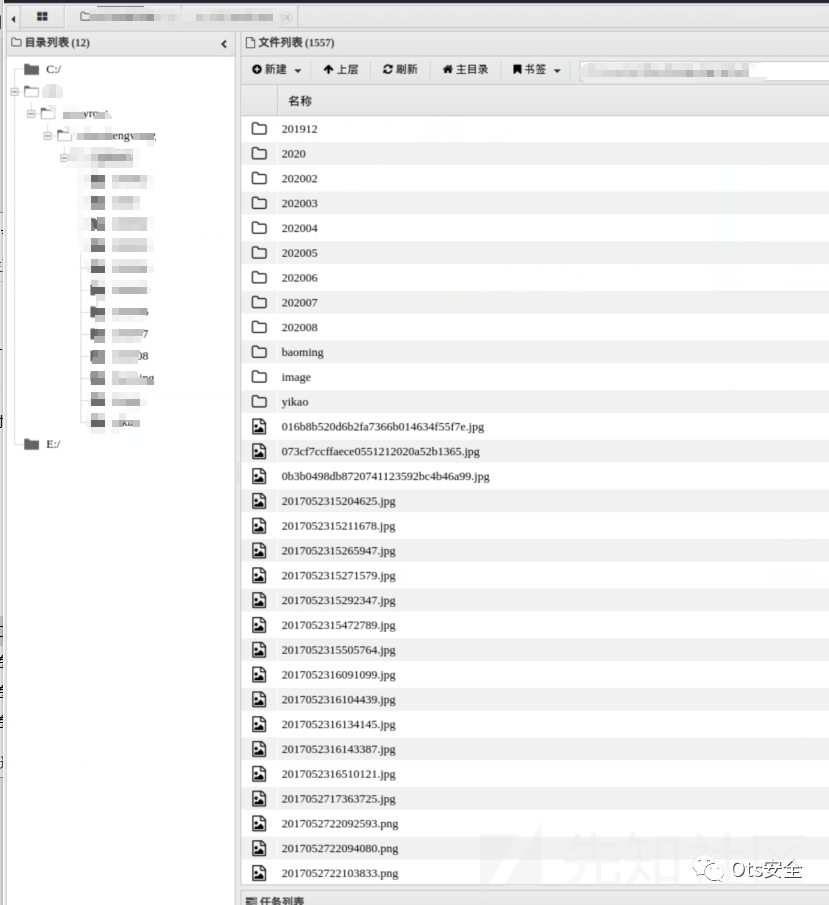 目录列表 (12)
C:/
E:/
文件列表 (1557)
新建 上层 刷新 主目录 书签
名称
201912
2020
202002
202003
202004
202005
202006
202007
202008
baoming
image
yikao
016b8b520d6b2fa7366b014634f55f7e.jpg
073cf7ccffaece0551212020a52b1365.jpg
0b3b0498db8720741123592bc4b46a99.jpg
2017052315204625.jpg
2017052315211678.jpg
2017052315265947.jpg
2017052315271579.jpg
2017052315292347.jpg
2017052315472789.jpg
2017052315505764.jpg
2017052316091099.jpg
2017052316104439.jpg
2017052316134145.jpg
2017052316143387.jpg
2017052316510121.jpg
2017052717363725.jpg
2017052722092593.png
2017052722094080.png
2017052722103833.png
先知社区
Ots安全
任务列表